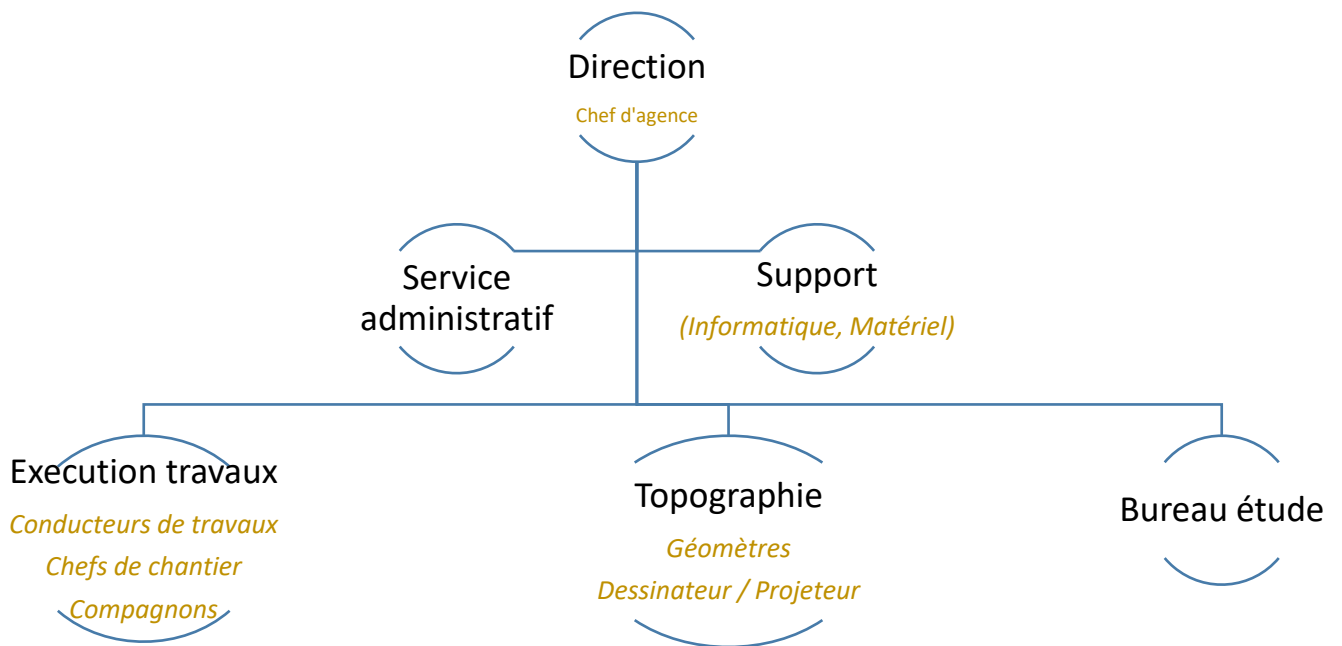 Direction
Chef d'agence
Service
administratif
Support
(Informatique, Matériel)
Execution travaux
Conducteurs de travaux
Chefs de chantier
Compagnons
Topographie
Géomètres
Dessinateur / Projeteur
Bureau étude